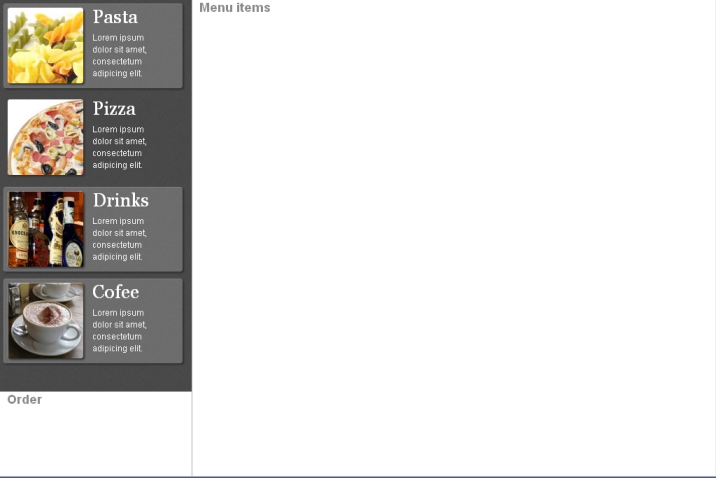 Pasta
Lorem ipsum
dolor sit amet,
consectetum
adipicing elit.
Pizza
Lorem ipsum
dolor sit amet,
consectetum
adipicing elit.
Drinks
Lorem ipsum
dolor sit amet,
consectetum
adipicing elit.
Cofee
Lorem ipsum
dolor sit amet,
consectetum
adipicing elit.
Order
Menu items